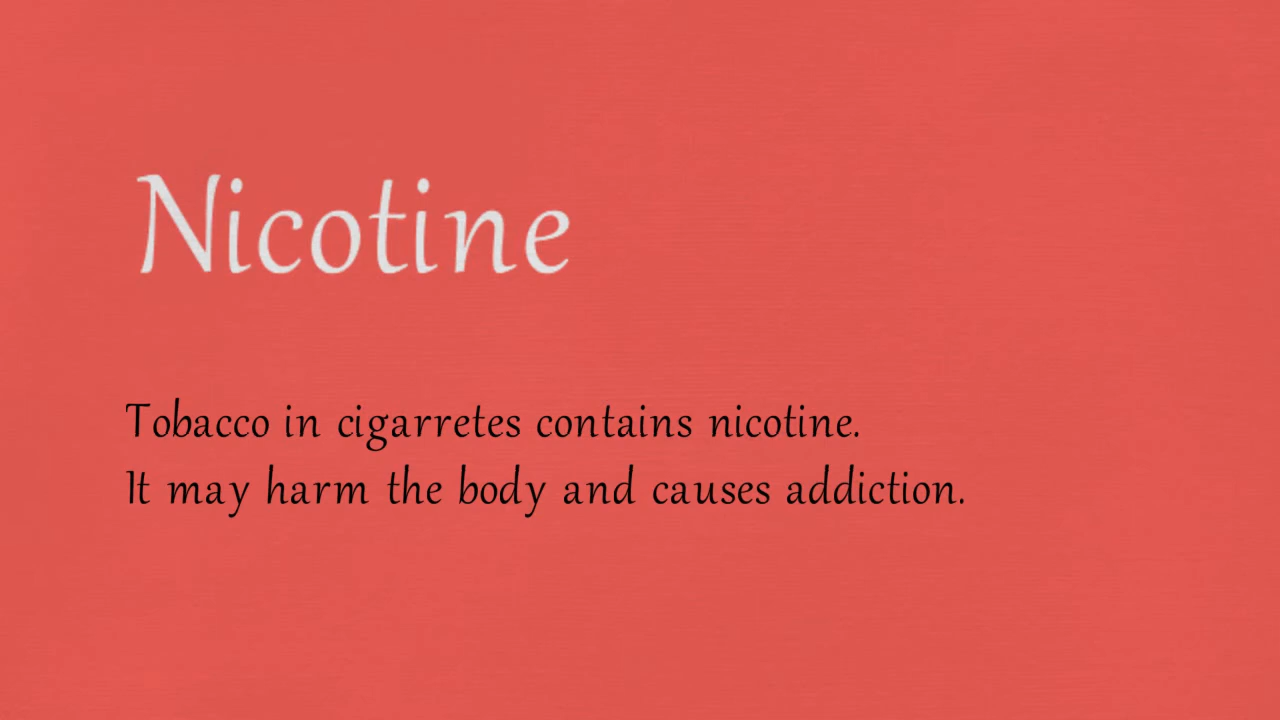 Nicotine
Tobacco in cigarretes contains nicotine.
It may harm the body and causes addiction.